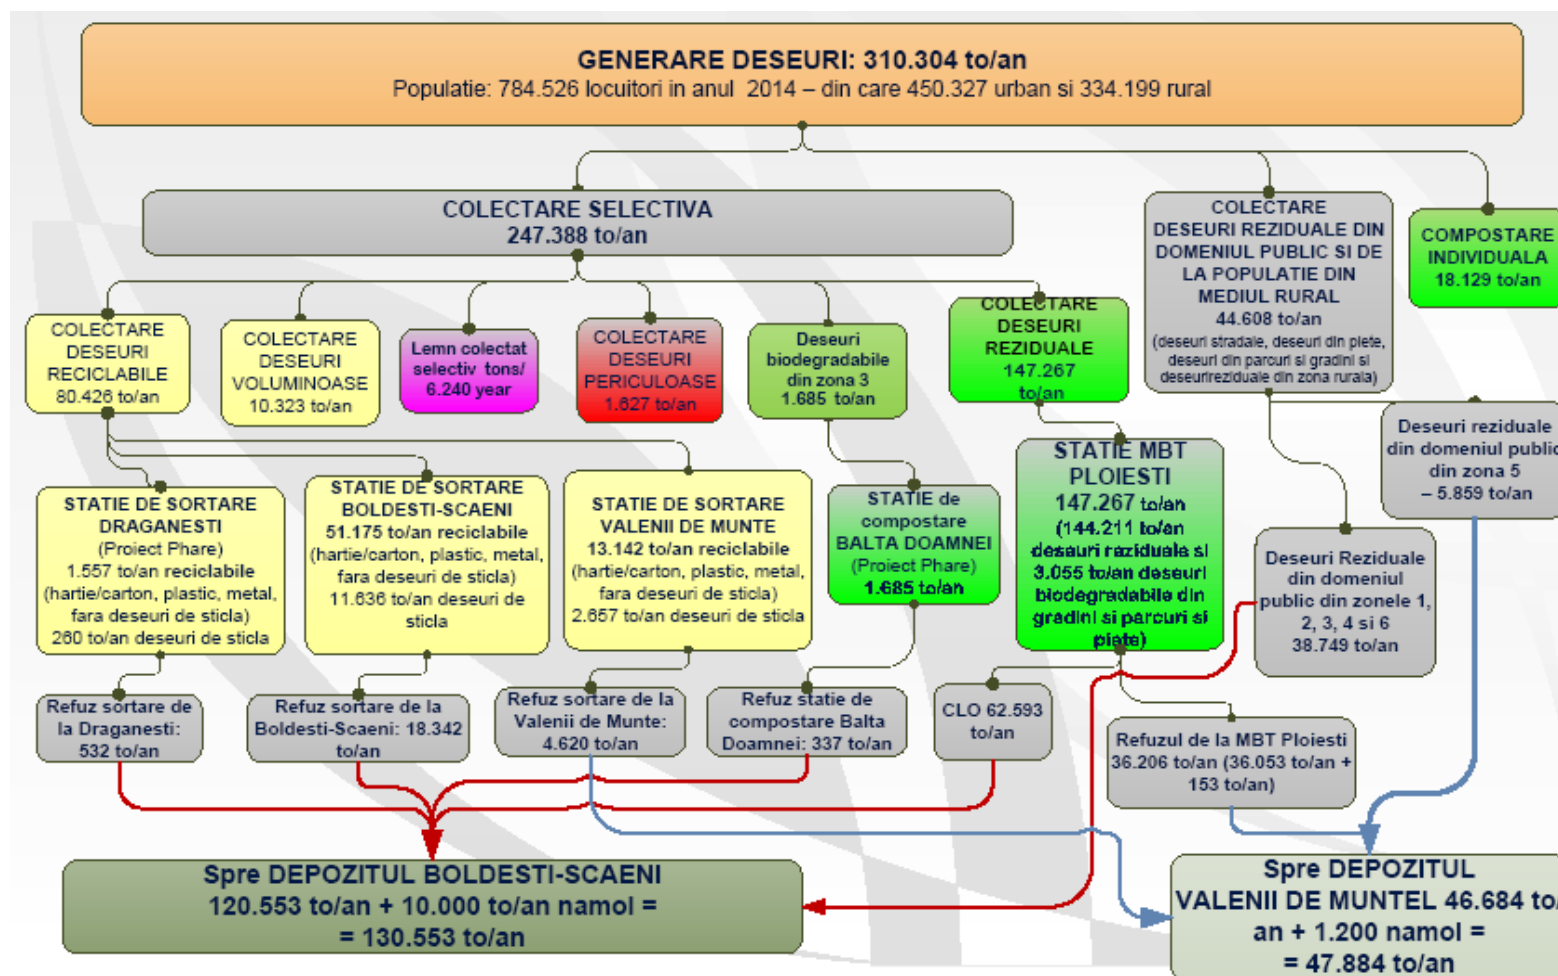 GENERARE DESEURI: 310.304 to/an
Populatie: 784.526 locuitori in anul 2014 – din care 450.327 urban si 334.199 rural
COLECTARE SELECTIVA
247.388 to/an
COLECTARE
DESEURI REZIDUALE DIN
DOMENIUL PUBLIC SI DE
LA POPULATIE DIN
MEDIUL RURAL
44.608 to/an
(deseuri stradale, deseuri din piete,
deseuri din parcuri si gradini si
deseurireziduale din zona rurala)
COMPOSTARE
INDIVIDUALA
18.129 to/an
COLECTARE
DESEURI
RECICLABILE
80.426 to/an
COLECTARE
DESEURI
VOLUMINOASE
10.323 to/an
Lemn colectat
selectiv tons/
6.240 year
COLECTARE
DESEURI
PERICULOASE
1.627 to/an
Deseuri
biodegradabile
din zona 3
1.685 to/an
COLECTARE
DESEURI
REZIDUALE
147.267
to/an
Deseuri reziduale
din domeniul public
din zona 5
– 5.859 to/an
STATIE DE SORTARE
DRAGANESTI
(Proiect Phare)
1.557 to/an reciclabile
(hartie/carton, plastic, metal,
fara deseuri de sticla)
260 to/an deseuri de sticla
STATIE DE SORTARE
BOLDESTI-SCAENI
51.175 to/an reciclabile
(hartie/carton, plastic, metal,
fara deseuri de sticla)
11.636 to/an deseuri de
sticla
STATIE DE SORTARE
VALENII DE MUNTE
13.142 to/an reciclabile
(hartie/carton, plastic, metal,
fara deseuri de sticla)
2.657 to/an deseuri de sticla
STATIE de
compostare
BALTA DOAMNEI
(Proiect Phare)
1.685 to/an
STATIE MBT
PLOIESTI
147.267 to/an
(144.211 to/an
deseuri reziduale si
3.055 to/an deseuri
biodegradabile din
gradini si parcuri si
piete)
Deseuri Reziduale
din domeniul
public din zonele 1,
2, 3, 4 si 6
38.749 to/an
Refuz sortare de
la Draganesti:
532 to/an
Refuz sortare de la
Boldesti-Scaeni: 18.342
to/an
Refuz sortare de la
Valenii de Munte:
4.620 to/an
Refuz statie de
compostare Balta
Doamnei: 337 to/an
CLO 62.593
to/an
Refuzul de la MBT Ploiesti
36.206 to/an (36.053 to/an +
153 to/an)
Spre DEPOZITUL BOLDESTI-SCAENI
120.553 to/an + 10.000 to/an namol =
= 130.553 to/an
Spre DEPOZITUL
VALENII DE MUNTEL 46.684 to/
an + 1.200 namol =
= 47.884 to/an